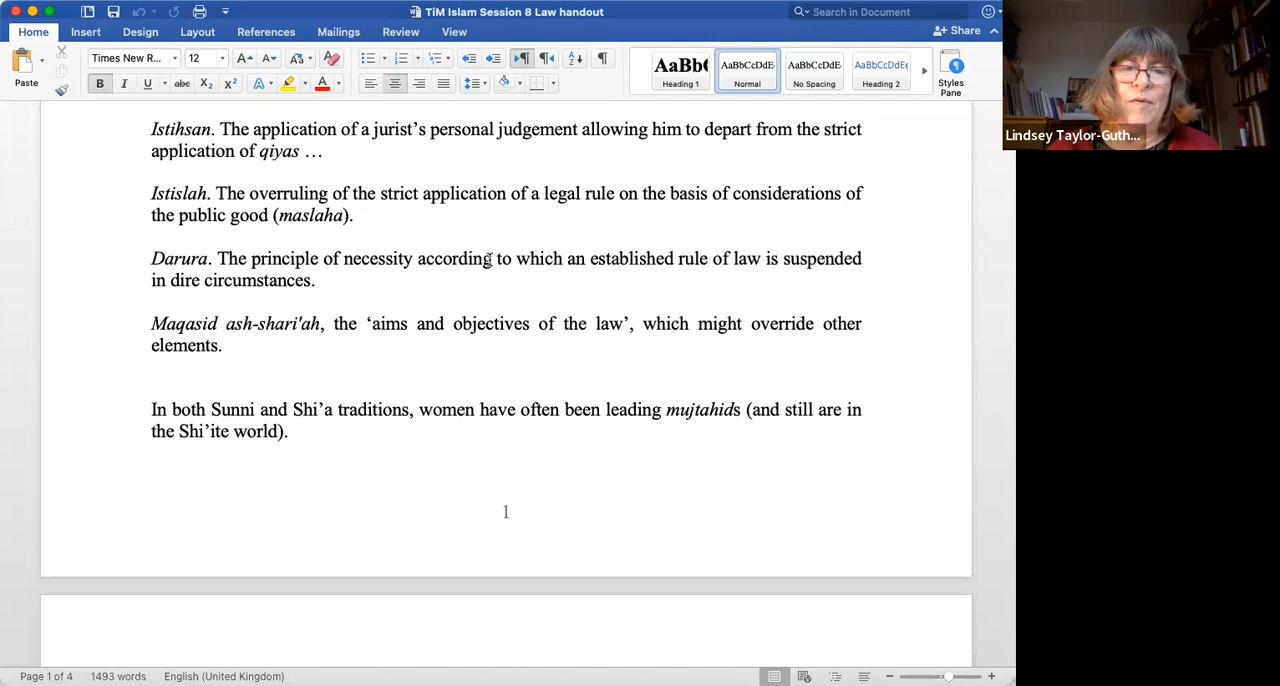 TiM Islam Session 8 Law handout
Search in Document
Home Insert Design Layout References Mailings Review View
Share
Paste
Times New R... 12
AaBb( AaBbCcDdE AaBbCcDdE AaBbCcDdEe
Heading 1 Normal No Spacing Heading 2
Styles
Pane
Lindsey Taylor-Guth...
Istihsan. The application of a jurist’s personal judgement allowing him to depart from the strict
application of qiyas …
Istislah. The overruling of the strict application of a legal rule on the basis of considerations of
the public good (maslaha).
Darura. The principle of necessity according to which an established rule of law is suspended
in dire circumstances.
Maqasid ash-shari'ah, the ‘aims and objectives of the law’, which might override other
elements.
In both Sunni and Shi’a traditions, women have often been leading mujtahids (and still are in
the Shi’ite world).
1
Page 1 of 4 1493 words English (United Kingdom)